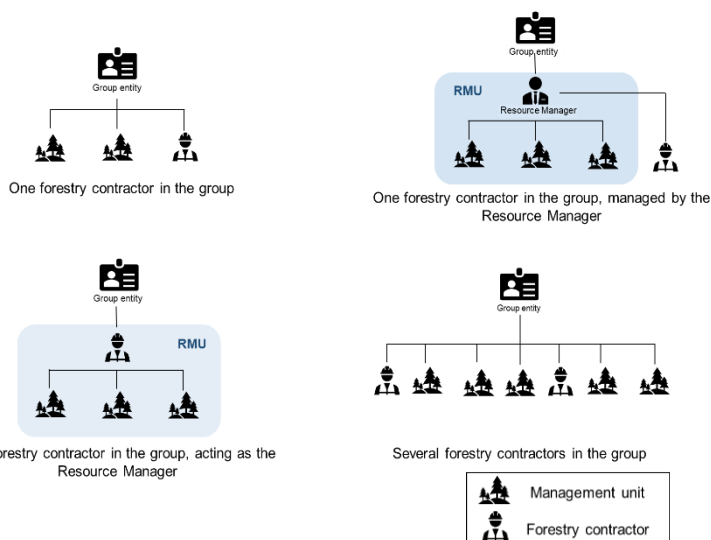 Group entity
One forestry contractor in the group
Group entity
RMU
Resource Manager
One forestry contractor in the group, managed by the
Resource Manager
Group entity
RMU
contractor in the group, acting as the
Resource Manager
Group entity
Several forestry contractors in the group
Management unit
Forestry contractor